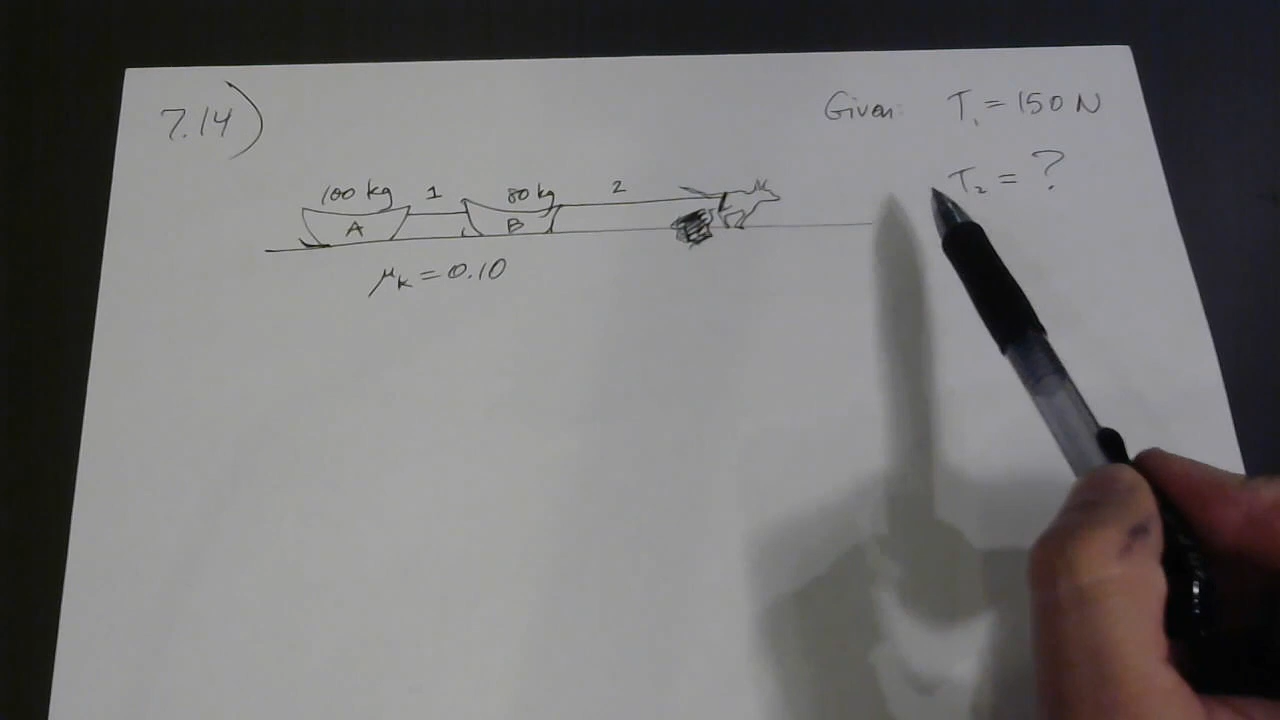 7.14)
Given: T₁ = 150 N
T₂ = ?
100 kg 1 80 kg 2
A B
μₖ = 0.10